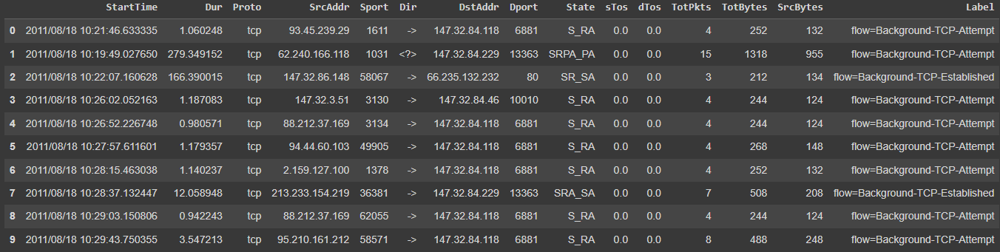 StartTime Dur Proto SrcAddr Sport Dir DstAddr Dport State sTos dTos TotPkts TotBytes SrcBytes Label
0 2011/08/18 10:21:46.633335 1.060248 tcp 93.45.239.29 1611 -> 147.32.84.118 6881 S_RA 0.0 0.0 4 252 132 flow=Background-TCP-Attempt
1 2011/08/18 10:19:49.027650 279.349152 tcp 62.240.166.118 1031 <?> 147.32.84.229 13363 SRPA_PA 0.0 0.0 15 1318 955 flow=Background-TCP-Attempt
2 2011/08/18 10:22:07.160628 166.390015 tcp 147.32.86.148 58067 -> 66.235.132.232 80 SR_SA 0.0 0.0 3 212 134 flow=Background-TCP-Established
3 2011/08/18 10:26:02.052163 1.187083 tcp 147.32.3.51 3130 -> 147.32.84.46 10010 S_RA 0.0 0.0 4 244 124 flow=Background-TCP-Attempt
4 2011/08/18 10:26:52.226748 0.980571 tcp 88.212.37.169 3134 -> 147.32.84.118 6881 S_RA 0.0 0.0 4 244 124 flow=Background-TCP-Attempt
5 2011/08/18 10:27:57.611601 1.179357 tcp 94.44.60.103 49905 -> 147.32.84.118 6881 S_RA 0.0 0.0 4 268 148 flow=Background-TCP-Attempt
6 2011/08/18 10:28:15.463038 1.140237 tcp 2.159.127.100 1378 -> 147.32.84.118 6881 S_RA 0.0 0.0 4 252 132 flow=Background-TCP-Attempt
7 2011/08/18 10:28:37.132447 12.058948 tcp 213.233.154.219 36381 -> 147.32.84.229 13363 SRA_SA 0.0 0.0 7 508 208 flow=Background-TCP-Established
8 2011/08/18 10:29:03.150806 0.942243 tcp 88.212.37.169 62055 -> 147.32.84.118 6881 S_RA 0.0 0.0 4 244 124 flow=Background-TCP-Attempt
9 2011/08/18 10:29:43.750355 3.547213 tcp 95.210.161.212 58571 -> 147.32.84.118 6881 S_RA 0.0 0.0 8 488 248 flow=Background-TCP-Attempt